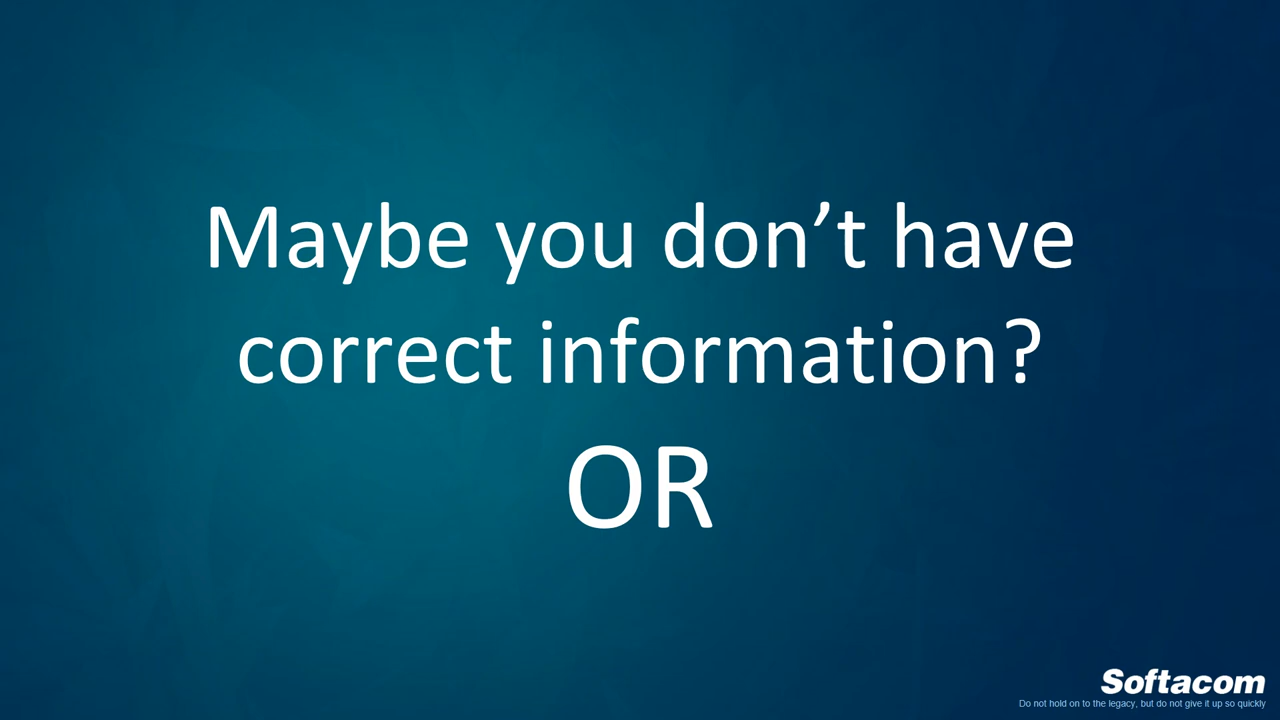 Maybe you don’t have
correct information?
OR
Softacom
Do not hold on to the legacy, but do not give it up so quickly